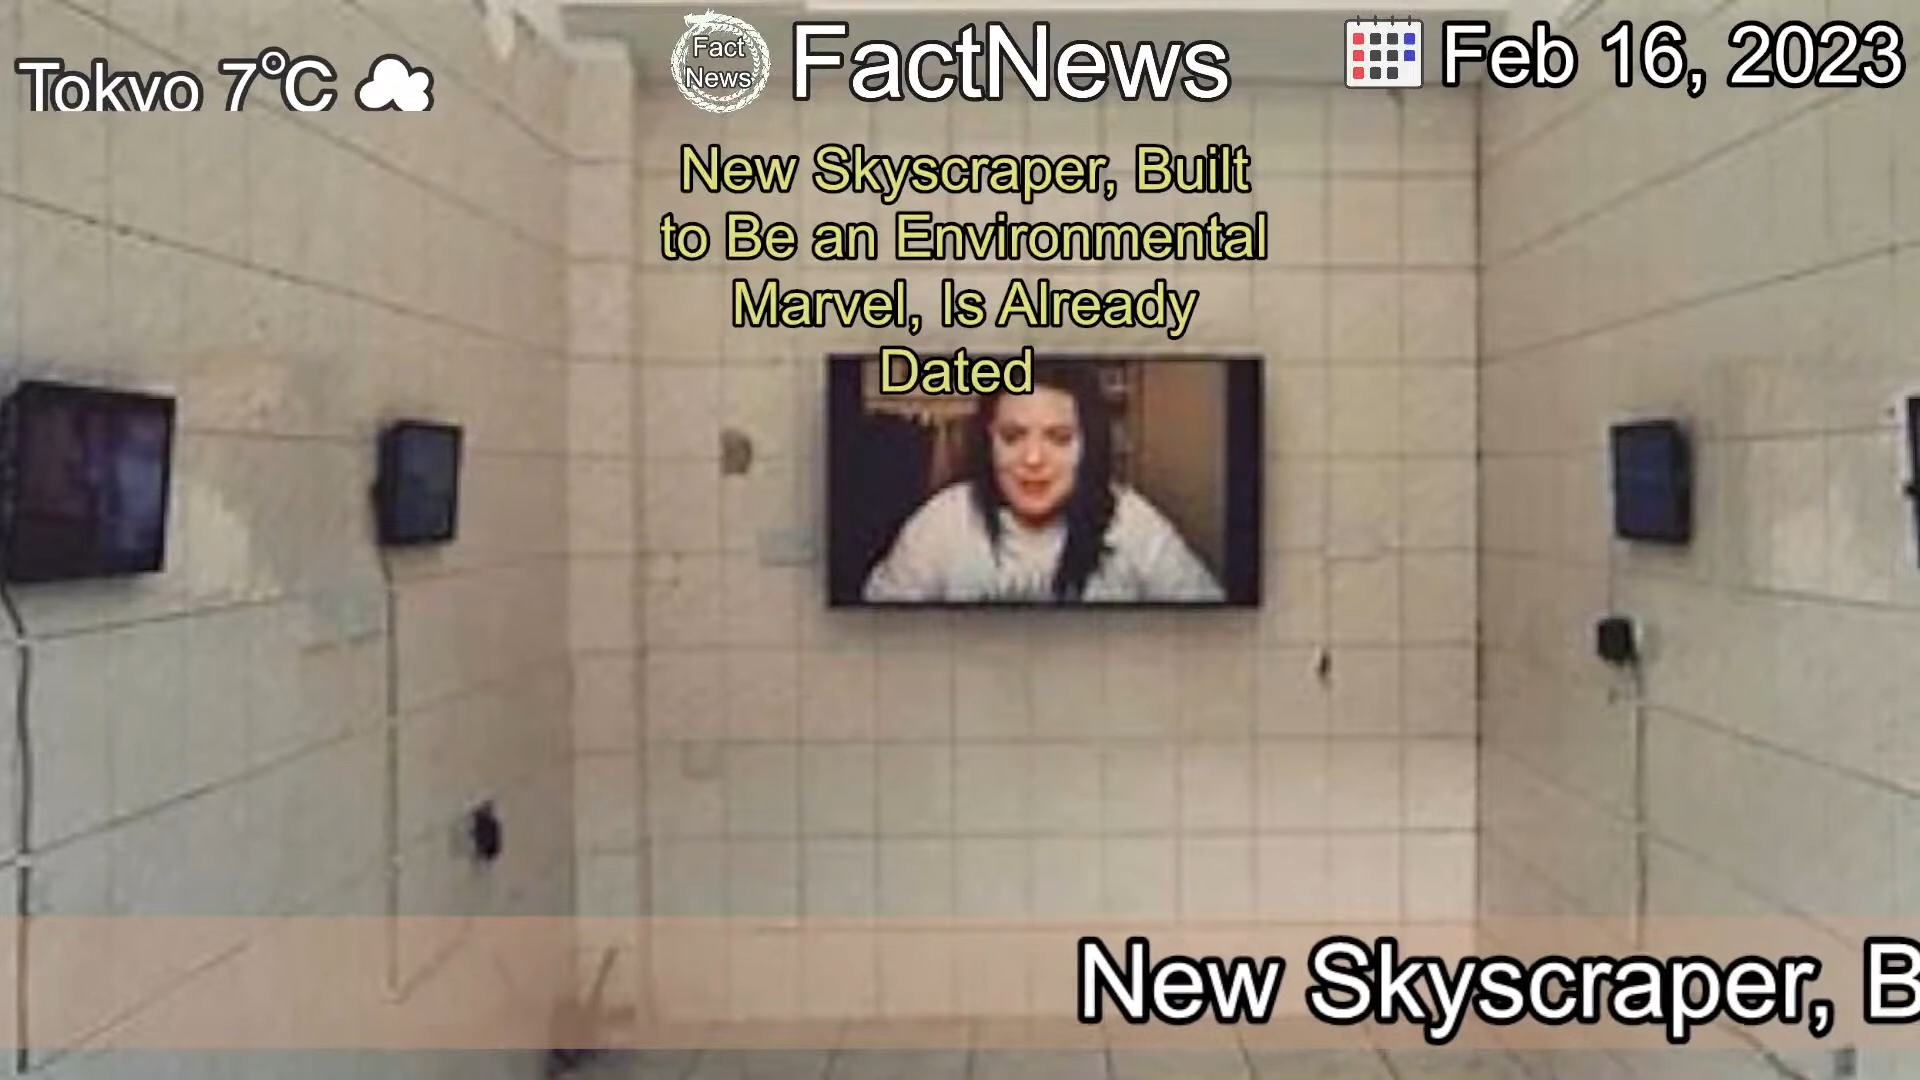 Tokyo 7℃
Fact
News
FactNews
Feb 16, 2023
New Skyscraper, Built
to Be an Environmental
Marvel, Is Already
Dated
New Skyscraper, B